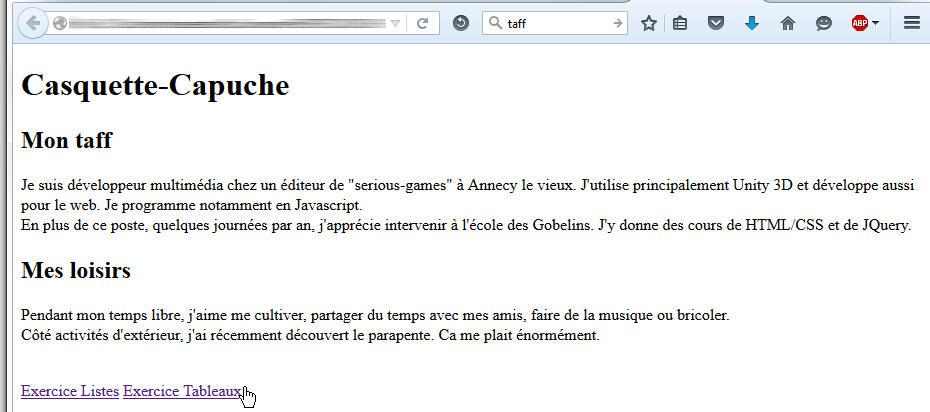 taff
ABP
Casquette-Capuche
Mon taff
Je suis développeur multimédia chez un éditeur de "serious-games" à Annecy le vieux. J'utilise principalement Unity 3D et développe aussi
pour le web. Je programme notamment en Javascript.
En plus de ce poste, quelques journées par an, j'apprécie intervenir à l'école des Gobelins. J'y donne des cours de HTML/CSS et de JQuery.
Mes loisirs
Pendant mon temps libre, j'aime me cultiver, partager du temps avec mes amis, faire de la musique ou bricoler.
Côté activités d'extérieur, j'ai récemment découvert le parapente. Ca me plait énormément.
Exercice Listes Exercice Tableaux